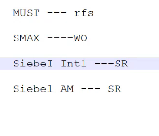 MUST --- rfs
SMAX ----WO
Siebel Intl ---SR
Siebel AM --- SR